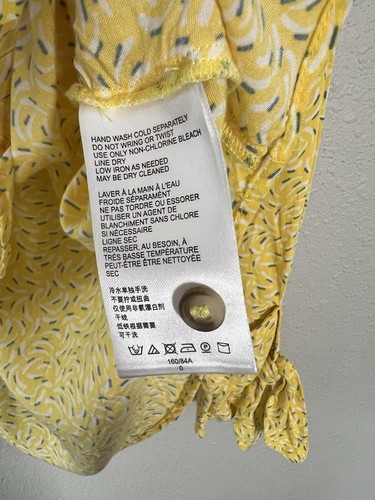 HAND WASH COLD SEPARATELY
DO NOT WRING OR TWIST
USE ONLY NON-CHLORINE BLEACH
LINE DRY
LOW IRON AS NEEDED
MAY BE DRY CLEANED
LAVER À LA MAIN À L'EAU
FROIDE SÉPARAMÉNT
NE PAS TORDRE OU ESSORER
UTILISER UN AGENT DE
BLANCHIMENT SANS CHLORE
SI NÉCESSAIRE
LIGNE SEC
REPASSER, AU BESOIN, À
TRÈS BASSE TEMPÉRATURE
PEUT-ÊTRE ÊTRE NETTOYÉE
SEC
冷水单独手洗
不要拧或扭曲
仅使用非氯漂白剂
干线
低铁根据需要
可干洗
160/84A
0